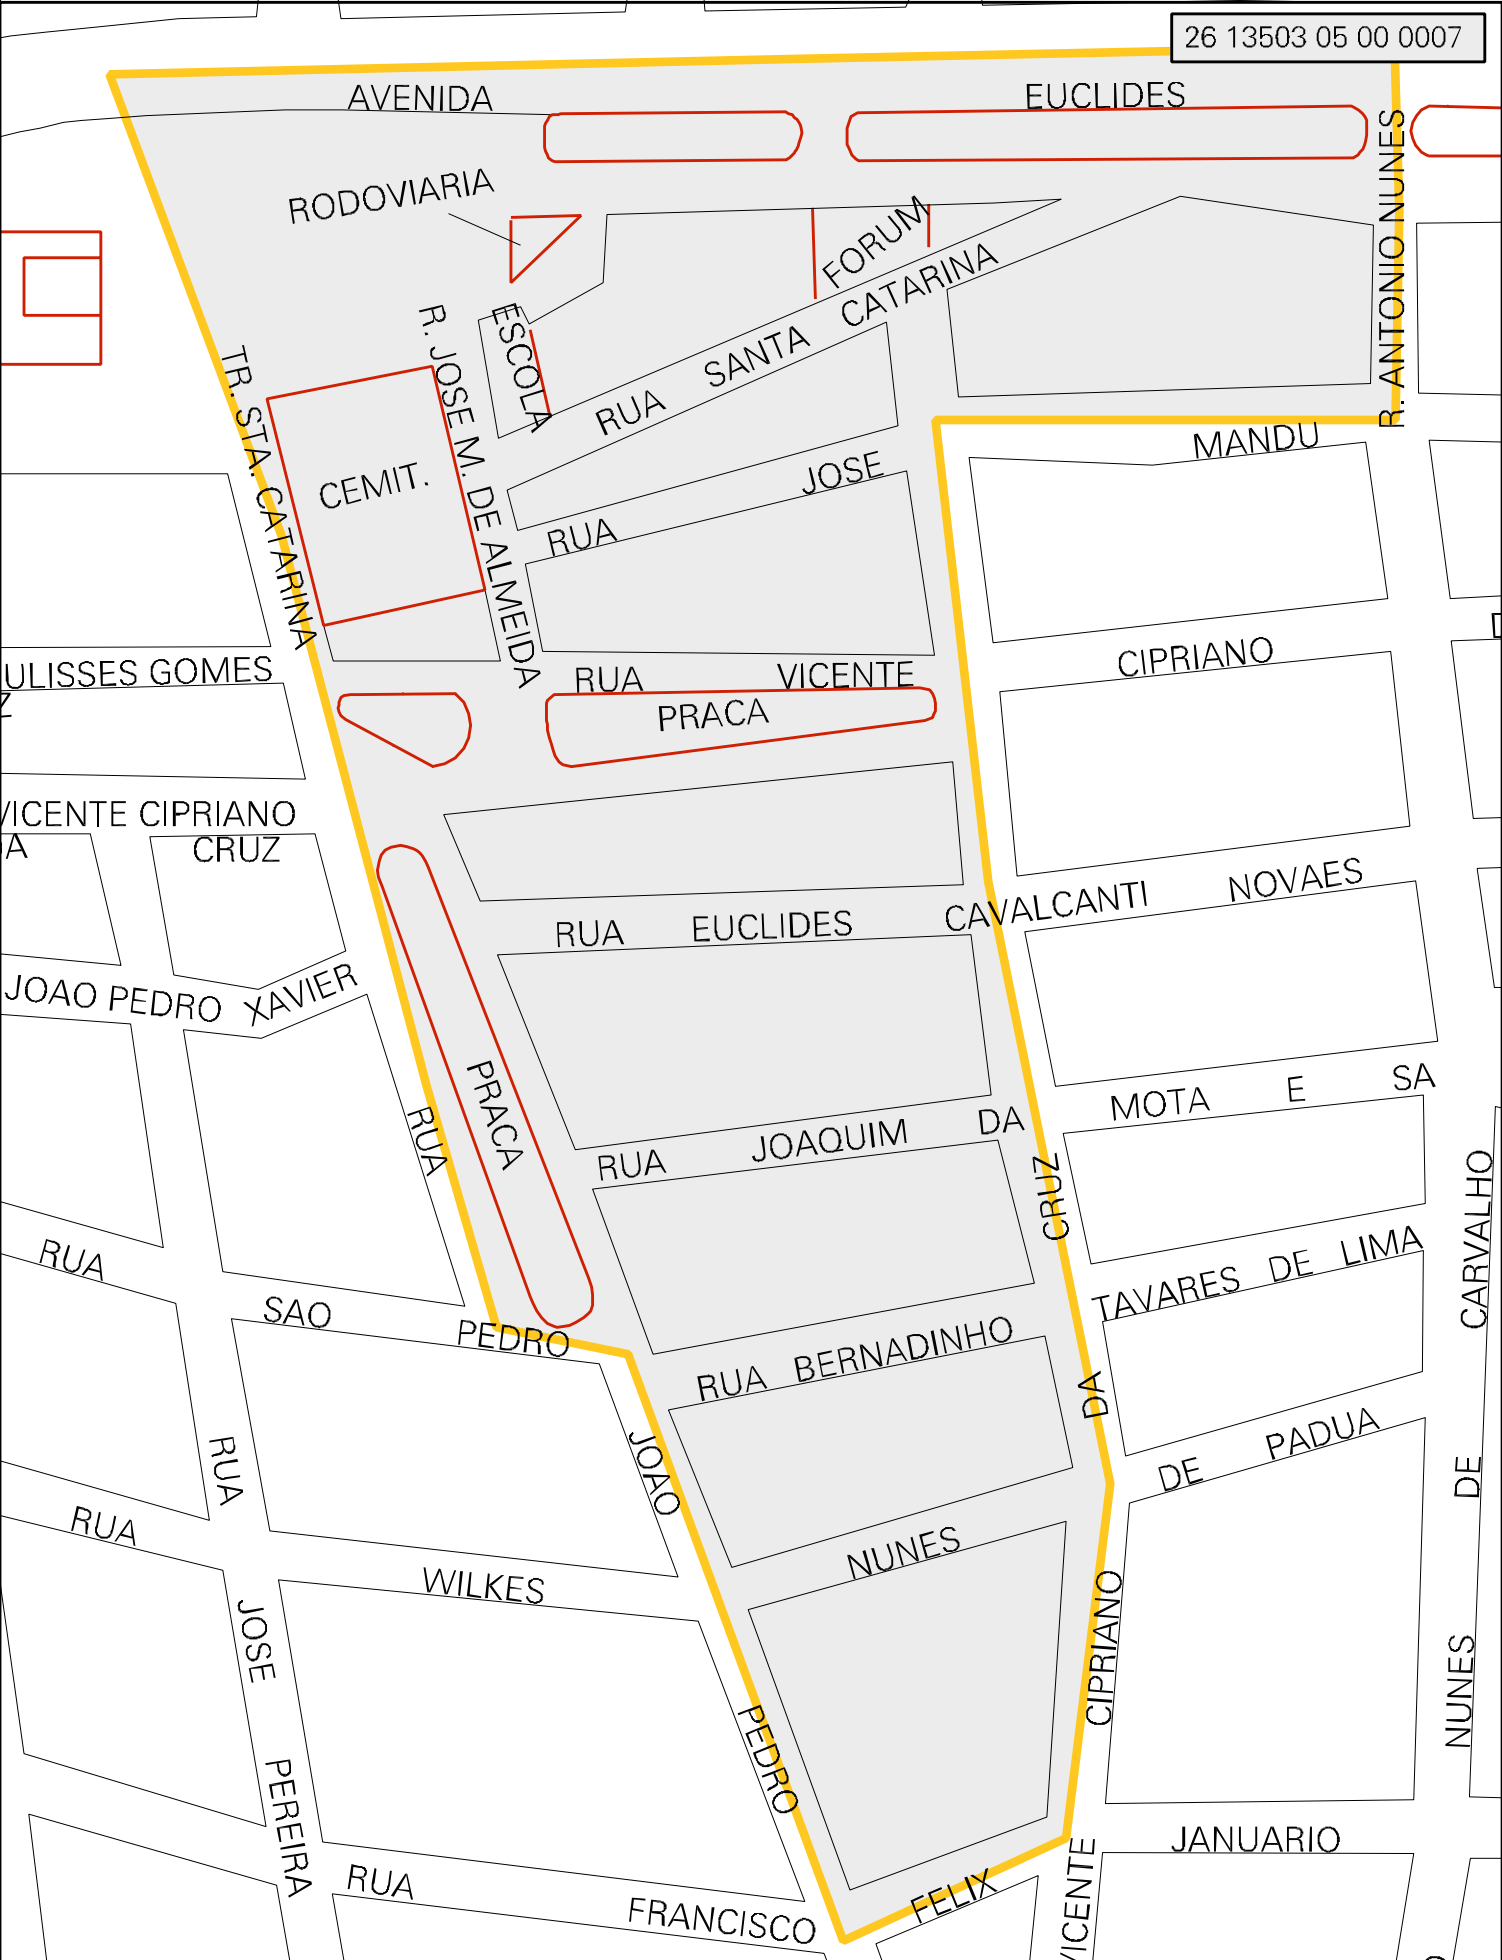 26 13503 05 00 0007
AVENIDA
EUCLIDES
R. ANTONIO NUNES
RODOVIARIA
FORUM
ESCOLA
RUA SANTA CATARINA
R. JOSE M. DE ALMEIDA
TR. STA. CATARINA
CEMIT.
MANDU
RUA JOSE
CIPRIANO
ULISSES GOMES
Z
RUA VICENTE
PRACA
VICENTE CIPRIANO
CRUZ
DA
NOVAES
RUA EUCLIDES CAVALCANTI
JOAO PEDRO XAVIER
PRACA
RUA
MOTA E SA
RUA JOAQUIM DA
CRUZ
CARVALHO
RUA
TAVARES DE LIMA
SAO PEDRO
RUA BERNADINHO
DA
JOAO
DE PADUA
RUA
DE
RUA
NUNES
WILKES
CIPRIANO
JOSE
NUNES
PEDRO
PEREIRA
JANUARIO
VICENTE
RUA
FELIX
FRANCISCO